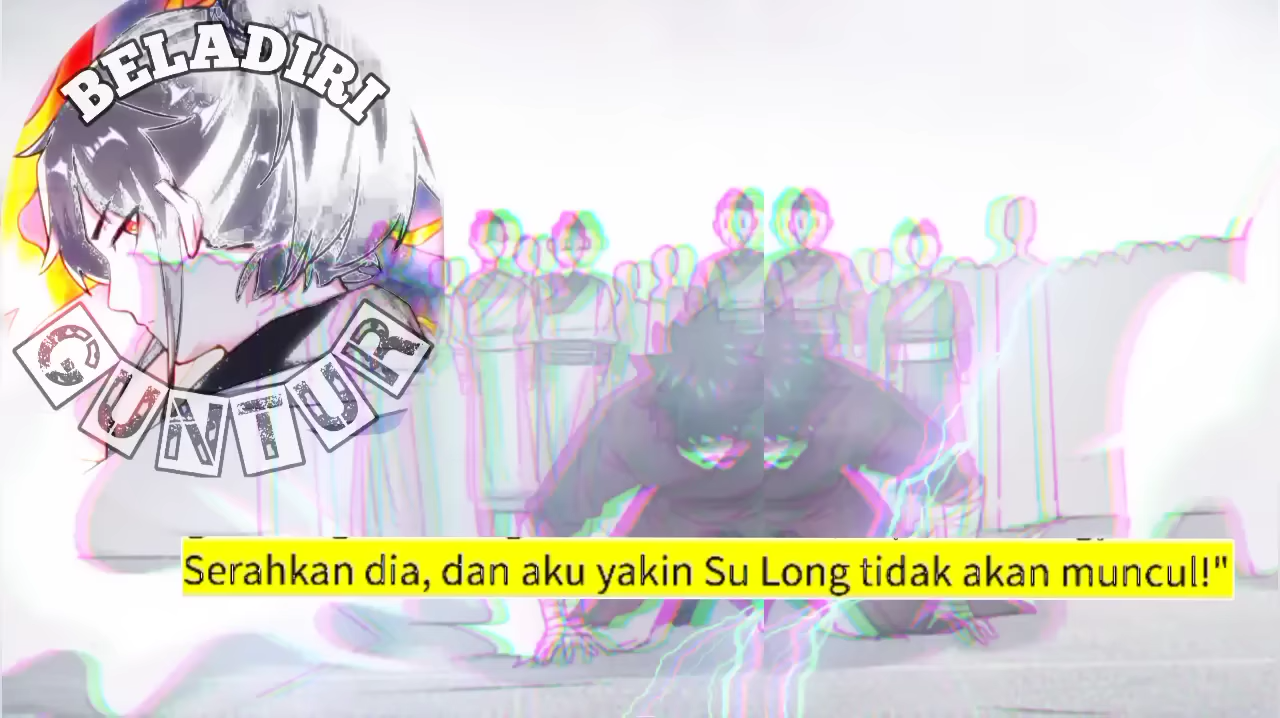 BELADIRI
GUNTUR
Serahkan dia, dan aku yakin Su Long tidak akan muncul!"